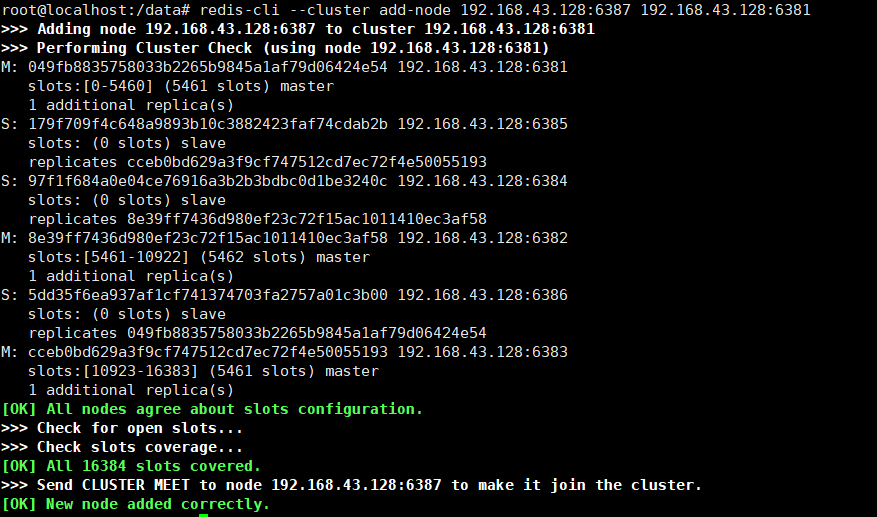 root@localhost:/data# redis-cli --cluster add-node 192.168.43.128:6387 192.168.43.128:6381
>>> Adding node 192.168.43.128:6387 to cluster 192.168.43.128:6381
>>> Performing Cluster Check (using node 192.168.43.128:6381)
M: 049fb8835758033b2265b9845a1af79d06424e54 192.168.43.128:6381
   slots:[0-5460] (5461 slots) master
   1 additional replica(s)
S: 179f709f4c648a9893b10c3882423faf74cdab2b 192.168.43.128:6385
   slots: (0 slots) slave
   replicates cceb0bd629a3f9cf747512cd7ec72f4e50055193
S: 97f1f684a0e04ce76916a3b2b3bdbc0d1be3240c 192.168.43.128:6384
   slots: (0 slots) slave
   replicates 8e39ff7436d980ef23c72f15ac1011410ec3af58
M: 8e39ff7436d980ef23c72f15ac1011410ec3af58 192.168.43.128:6382
   slots:[5461-10922] (5462 slots) master
   1 additional replica(s)
S: 5dd35f6ea937af1cf741374703fa2757a01c3b00 192.168.43.128:6386
   slots: (0 slots) slave
   replicates 049fb8835758033b2265b9845a1af79d06424e54
M: cceb0bd629a3f9cf747512cd7ec72f4e50055193 192.168.43.128:6383
   slots:[10923-16383] (5461 slots) master
   1 additional replica(s)
[OK] All nodes agree about slots configuration.
>>> Check for open slots...
>>> Check slots coverage...
[OK] All 16384 slots covered.
>>> Send CLUSTER MEET to node 192.168.43.128:6387 to make it join the cluster.
[OK] New node added correctly.